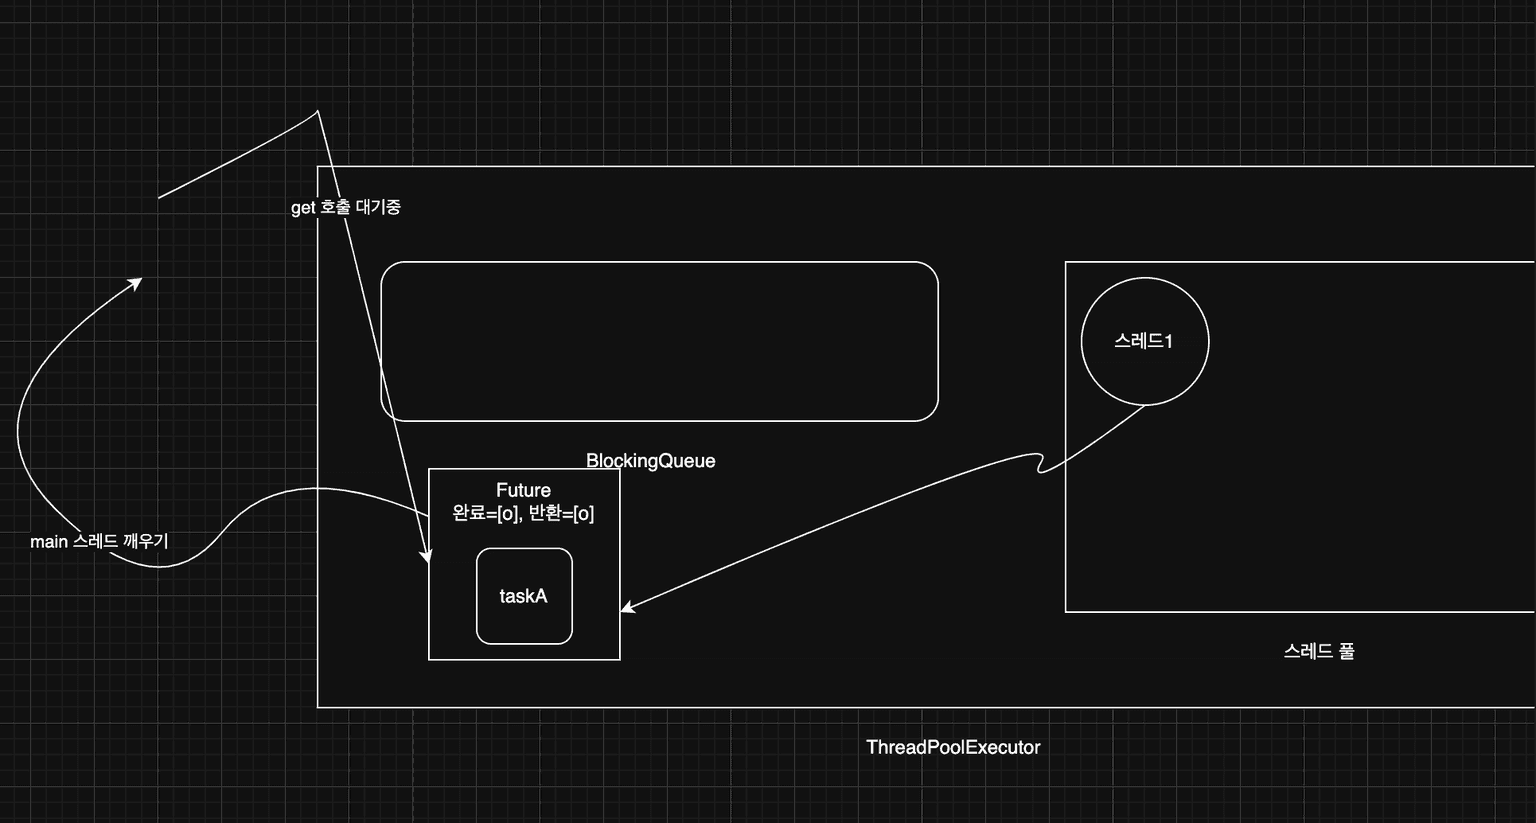 get 호출 대기중
스레드1
BlockingQueue
Future
완료=[o], 반환=[o]
main 스레드 깨우기
taskA
스레드 풀
ThreadPoolExecutor